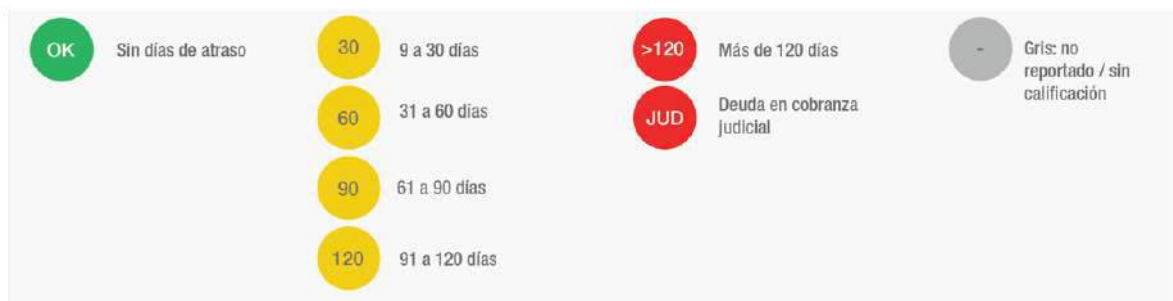 OK Sin días de atraso
30 9 a 30 días
60 31 a 60 días
90 61 a 90 días
120 91 a 120 días
>120 Más de 120 días
JUD Deuda en cobranza
judicial
- Gris: no
reportado / sin
calificación